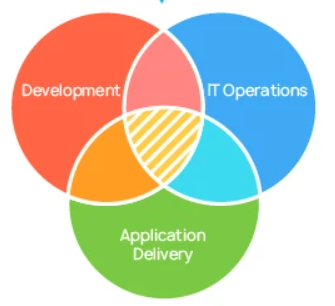 Development
IT Operations
Application
Delivery